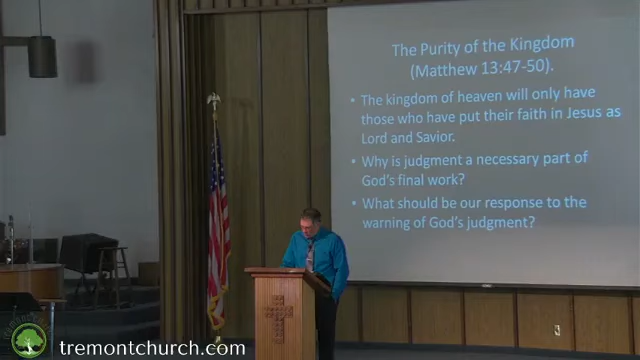 The Purity of the Kingdom
(Matthew 13:47-50).
• The kingdom of heaven will only have
those who have put their faith in Jesus as
Lord and Savior.
• Why is judgment a necessary part of
God's final work?
• What should be our response to the
warning of God's judgment?
tremontchurch.com